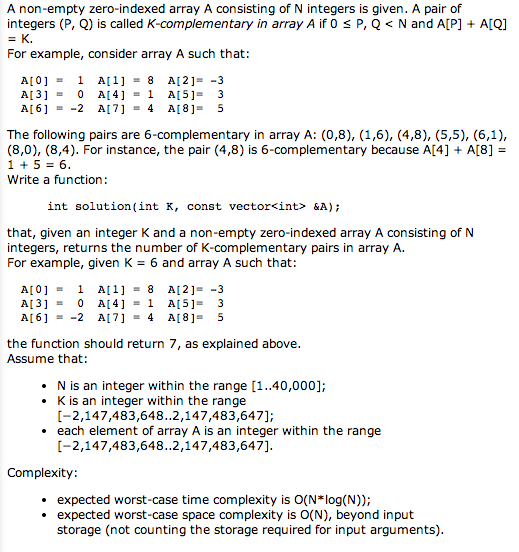 A non-empty zero-indexed array A consisting of N integers is given. A pair of
integers (P, Q) is called K-complementary in array A if 0 ≤ P, Q < N and A[P] + A[Q]
= K.
For example, consider array A such that:
A[0] =  1  A[1] = 8  A[2]= -3
A[3] =  0  A[4] = 1  A[5]=  3
A[6] = -2  A[7] = 4  A[8]=  5
The following pairs are 6-complementary in array A: (0,8), (1,6), (4,8), (5,5), (6,1),
(8,0), (8,4). For instance, the pair (4,8) is 6-complementary because A[4] + A[8] =
1 + 5 = 6.
Write a function:
int solution(int K, const vector<int> &A);
that, given an integer K and a non-empty zero-indexed array A consisting of N
integers, returns the number of K-complementary pairs in array A.
For example, given K = 6 and array A such that:
A[0] =  1  A[1] = 8  A[2]= -3
A[3] =  0  A[4] = 1  A[5]=  3
A[6] = -2  A[7] = 4  A[8]=  5
the function should return 7, as explained above.
Assume that:
• N is an integer within the range [1..40,000];
• K is an integer within the range
[−2,147,483,648..2,147,483,647];
• each element of array A is an integer within the range
[−2,147,483,648..2,147,483,647].
Complexity:
• expected worst-case time complexity is O(N*log(N));
• expected worst-case space complexity is O(N), beyond input
storage (not counting the storage required for input arguments).